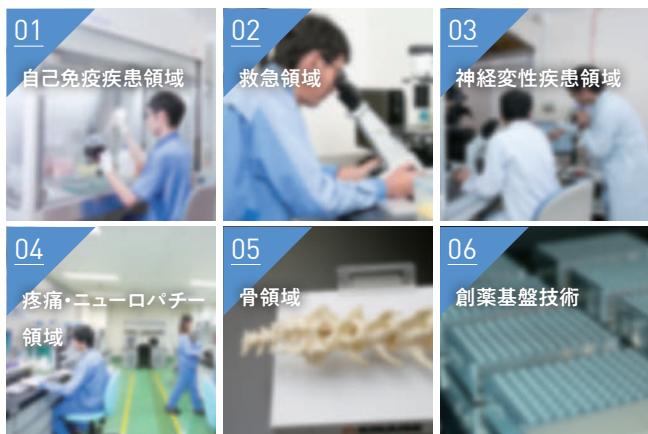 01
自己免疫疾患領域
02
救急領域
03
神経変性疾患領域
04
疼痛・ニューロパチー
領域
05
骨領域
06
創薬基盤技術